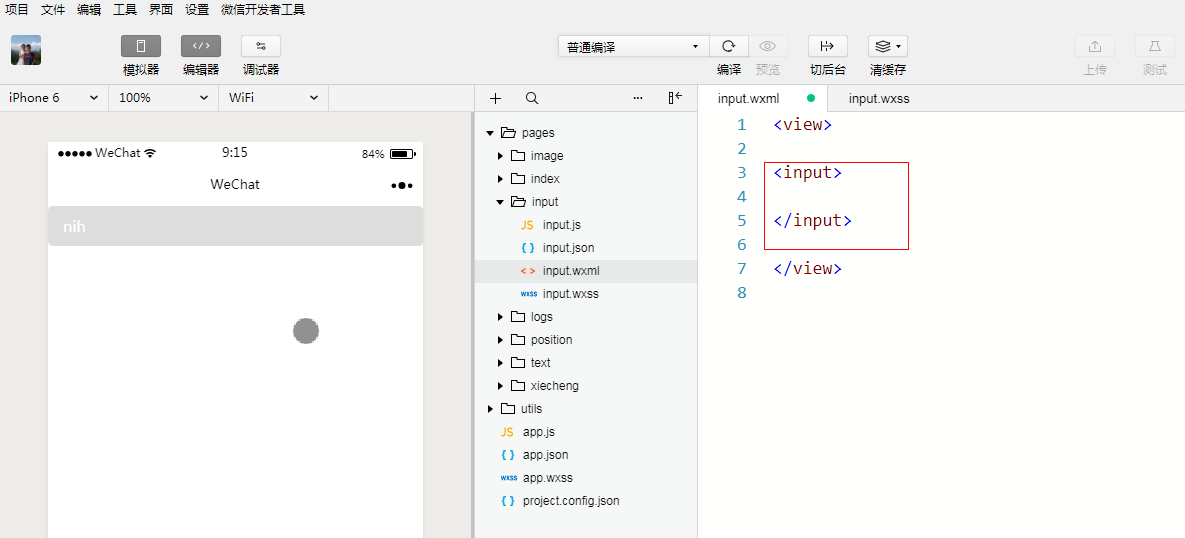 项目 文件 编辑 工具 界面 设置 微信开发者工具
模拟器 编辑器 调试器 普通编译 编译 预览 切后台 清缓存 上传 测试
iPhone 6 100% WiFi
input.wxml input.wxss
WeChat 9:15 84%
WeChat
nih
pages
image
index
input
JS input.js
{ } input.json
< > input.wxml
wxss input.wxss
logs
position
text
xiecheng
utils
JS app.js
{ } app.json
wxss app.wxss
{ } project.config.json
1 <view>
2
3 <input>
4
5 </input>
6
7 </view>
8